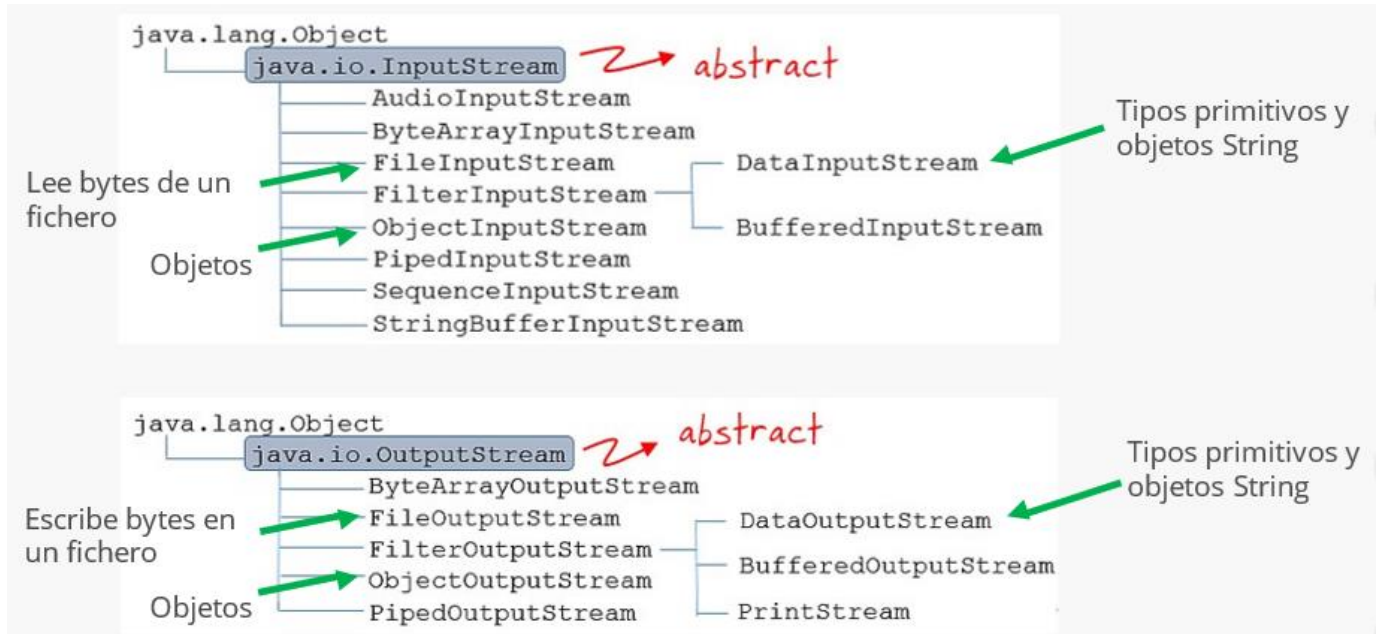 java.lang.Object
java.io.InputStream
abstract
AudioInputStream
ByteArrayInputStream
FileInputStream
FilterInputStream
ObjectInputStream
PipedInputStream
SequenceInputStream
StringBufferInputStream
DataInputStream
BufferedInputStream
Lee bytes de un
fichero
Objetos
Tipos primitivos y
objetos String
java.lang.Object
java.io.OutputStream
abstract
ByteArrayOutputStream
FileOutputStream
FilterOutputStream
ObjectOutputStream
PipedOutputStream
DataOutputStream
BufferedOutputStream
PrintStream
Escribe bytes en
un fichero
Objetos
Tipos primitivos y
objetos String